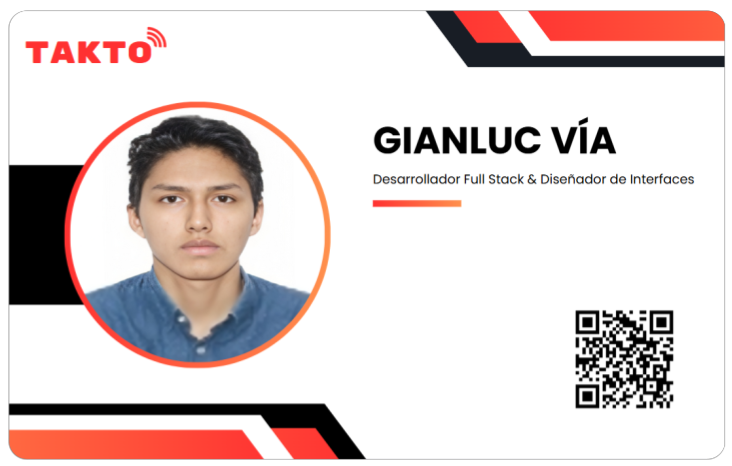 TAKTO
GIANLUC VÍA
Desarrollador Full Stack & Diseñador de Interfaces